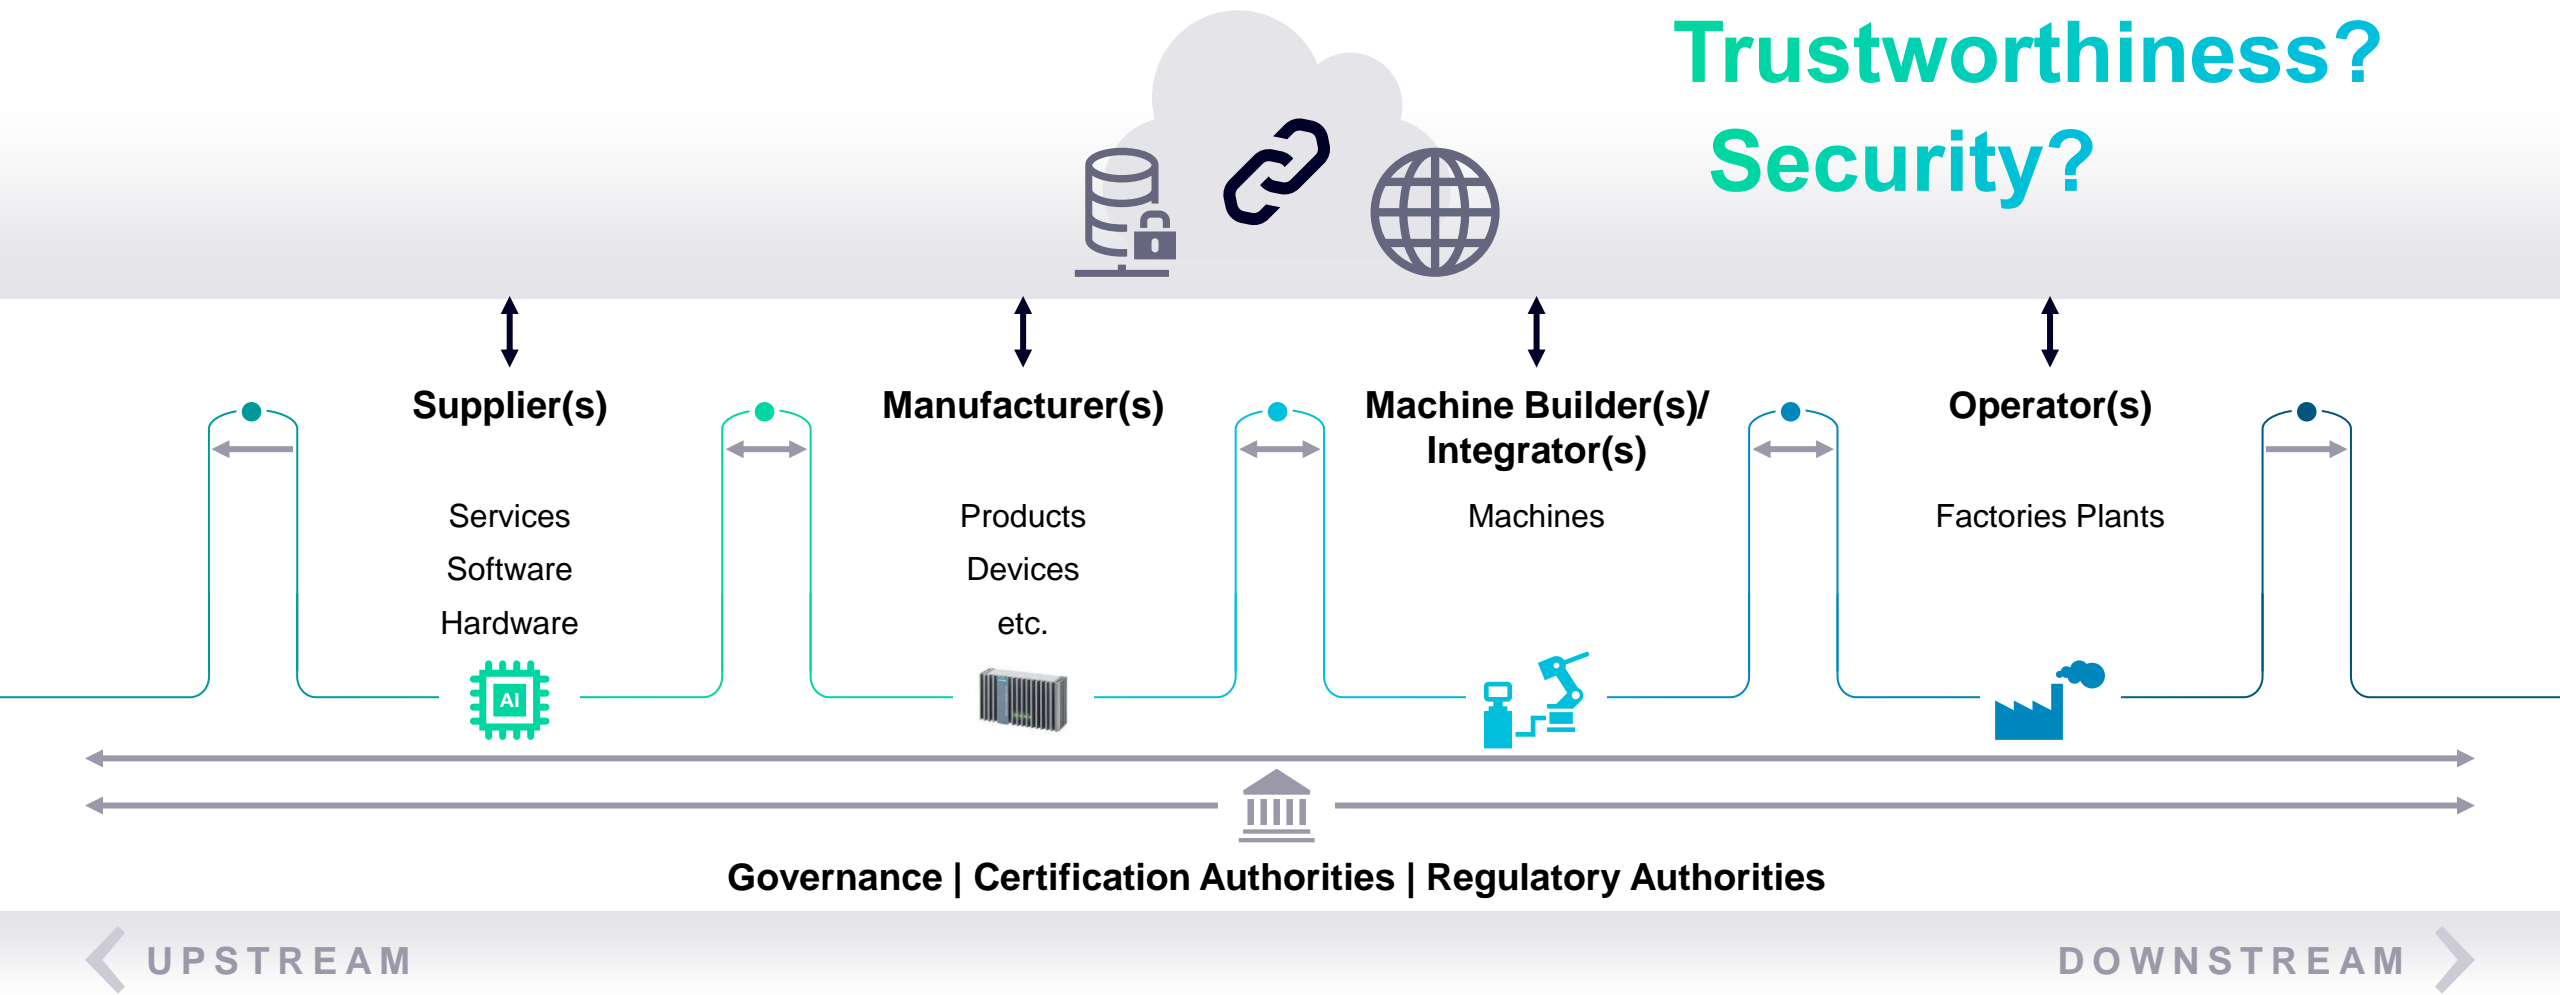 Trustworthiness?
Security?
Supplier(s)
Services
Software
Hardware
AI
Manufacturer(s)
Products
Devices
etc.
Machine Builder(s)/
Integrator(s)
Machines
Operator(s)
Factories Plants
Governance | Certification Authorities | Regulatory Authorities
UPSTREAM
DOWNSTREAM